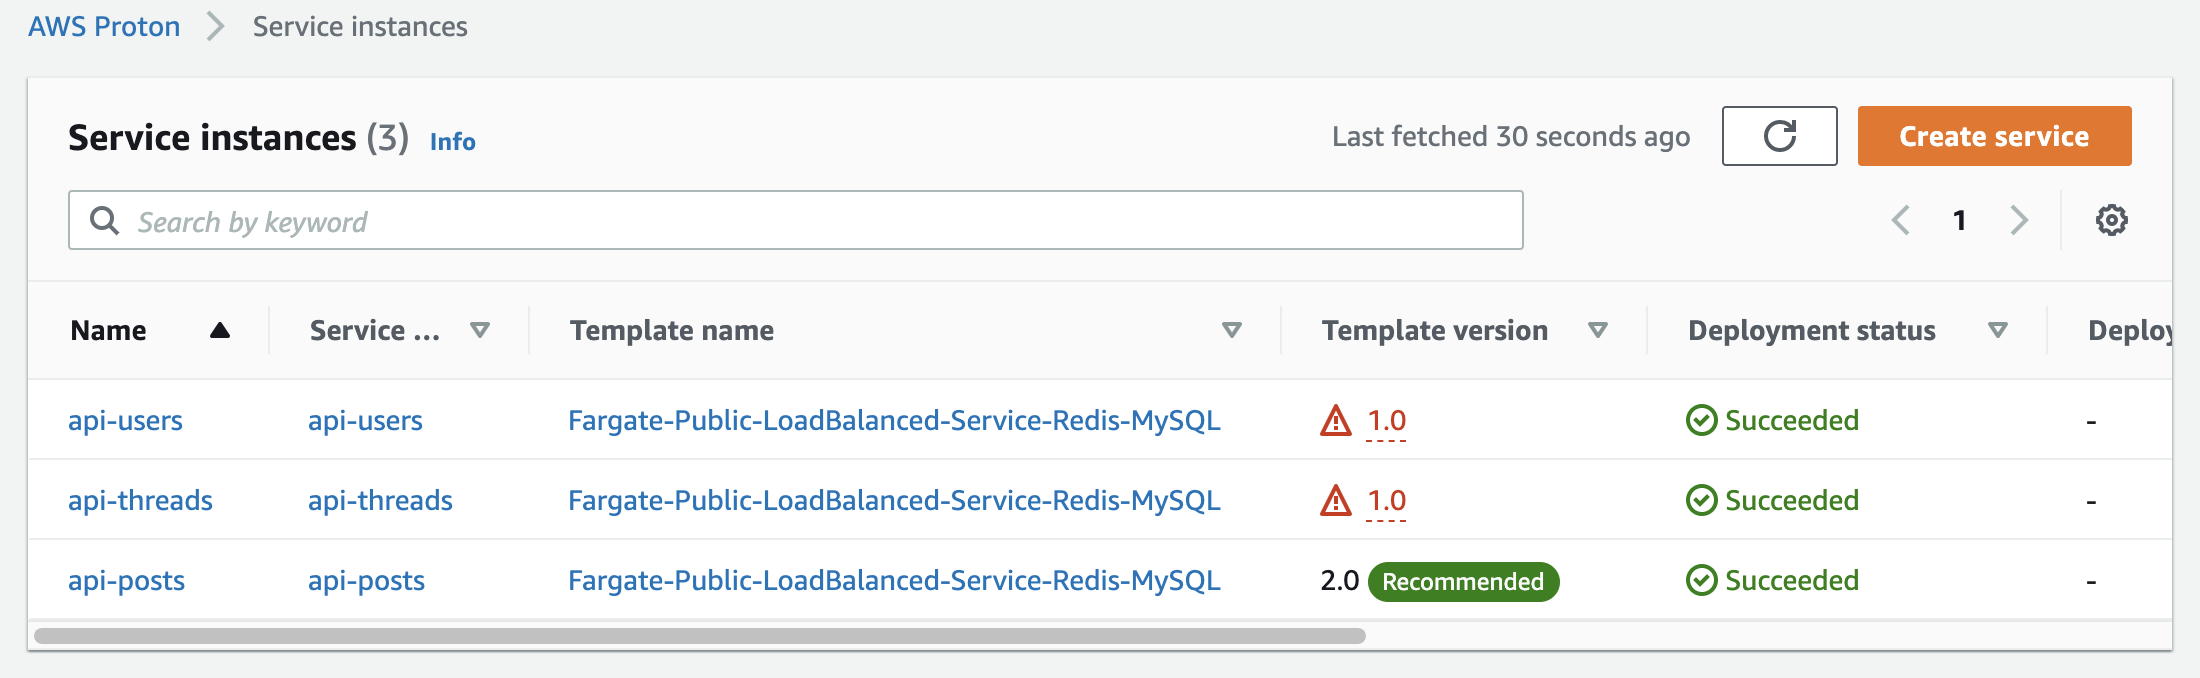 AWS Proton > Service instances
Service instances (3) Info
Last fetched 30 seconds ago
Create service
Search by keyword
1
Name Service ... Template name Template version Deployment status Deploy
api-users api-users Fargate-Public-LoadBalanced-Service-Redis-MySQL 1.0 Succeeded -
api-threads api-threads Fargate-Public-LoadBalanced-Service-Redis-MySQL 1.0 Succeeded -
api-posts api-posts Fargate-Public-LoadBalanced-Service-Redis-MySQL 2.0 Recommended Succeeded -